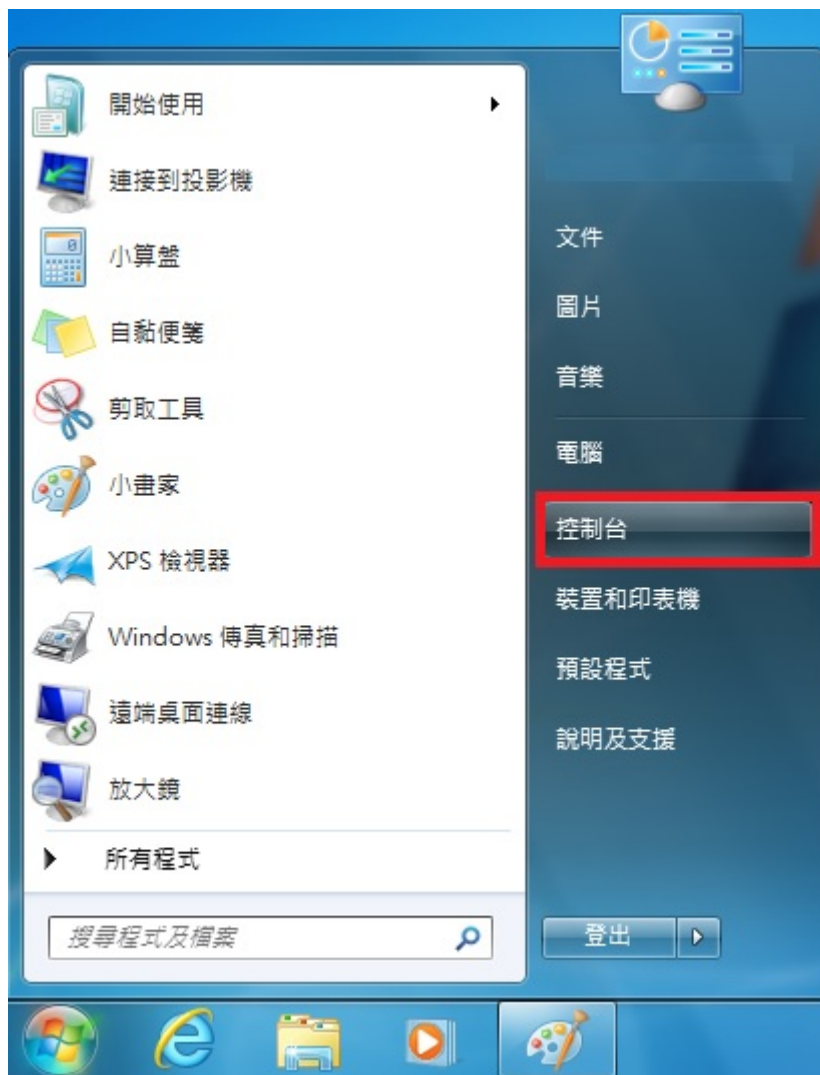 開始使用
連接到投影機
小算盤
自黏便箋
剪取工具
小畫家
XPS 檢視器
Windows 傳真和掃描
遠端桌面連線
放大鏡
所有程式
搜尋程式及檔案
文件
圖片
音樂
電腦
控制台
裝置和印表機
預設程式
說明及支援
登出